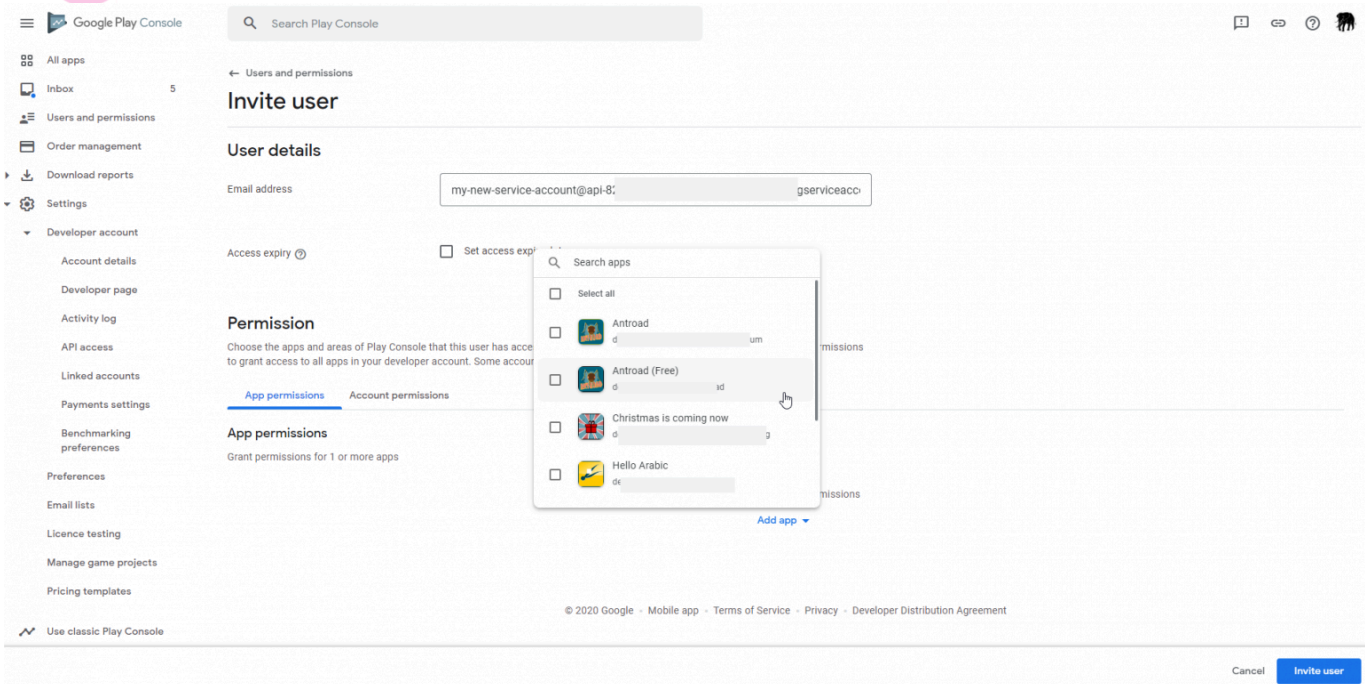 Google Play Console
Search Play Console
All apps
Inbox 5
Users and permissions
Order management
Download reports
Settings
Developer account
Account details
Developer page
Activity log
API access
Linked accounts
Payments settings
Benchmarking
preferences
Preferences
Email lists
Licence testing
Manage game projects
Pricing templates
Use classic Play Console
← Users and permissions
Invite user
User details
Email address
my-new-service-account@api-82 gserviceacc
Access expiry
Set access
Permission
Choose the apps and areas of Play Console that this user has
to grant access to all apps in your developer account. Some
App permissions Account permissions
App permissions
Grant permissions for 1 or more apps
Search apps
Select all
Antroad
Antroad (Free)
Christmas is coming now
Hello Arabic
Add app
© 2020 Google • Mobile app • Terms of Service • Privacy • Developer Distribution Agreement
Cancel Invite user